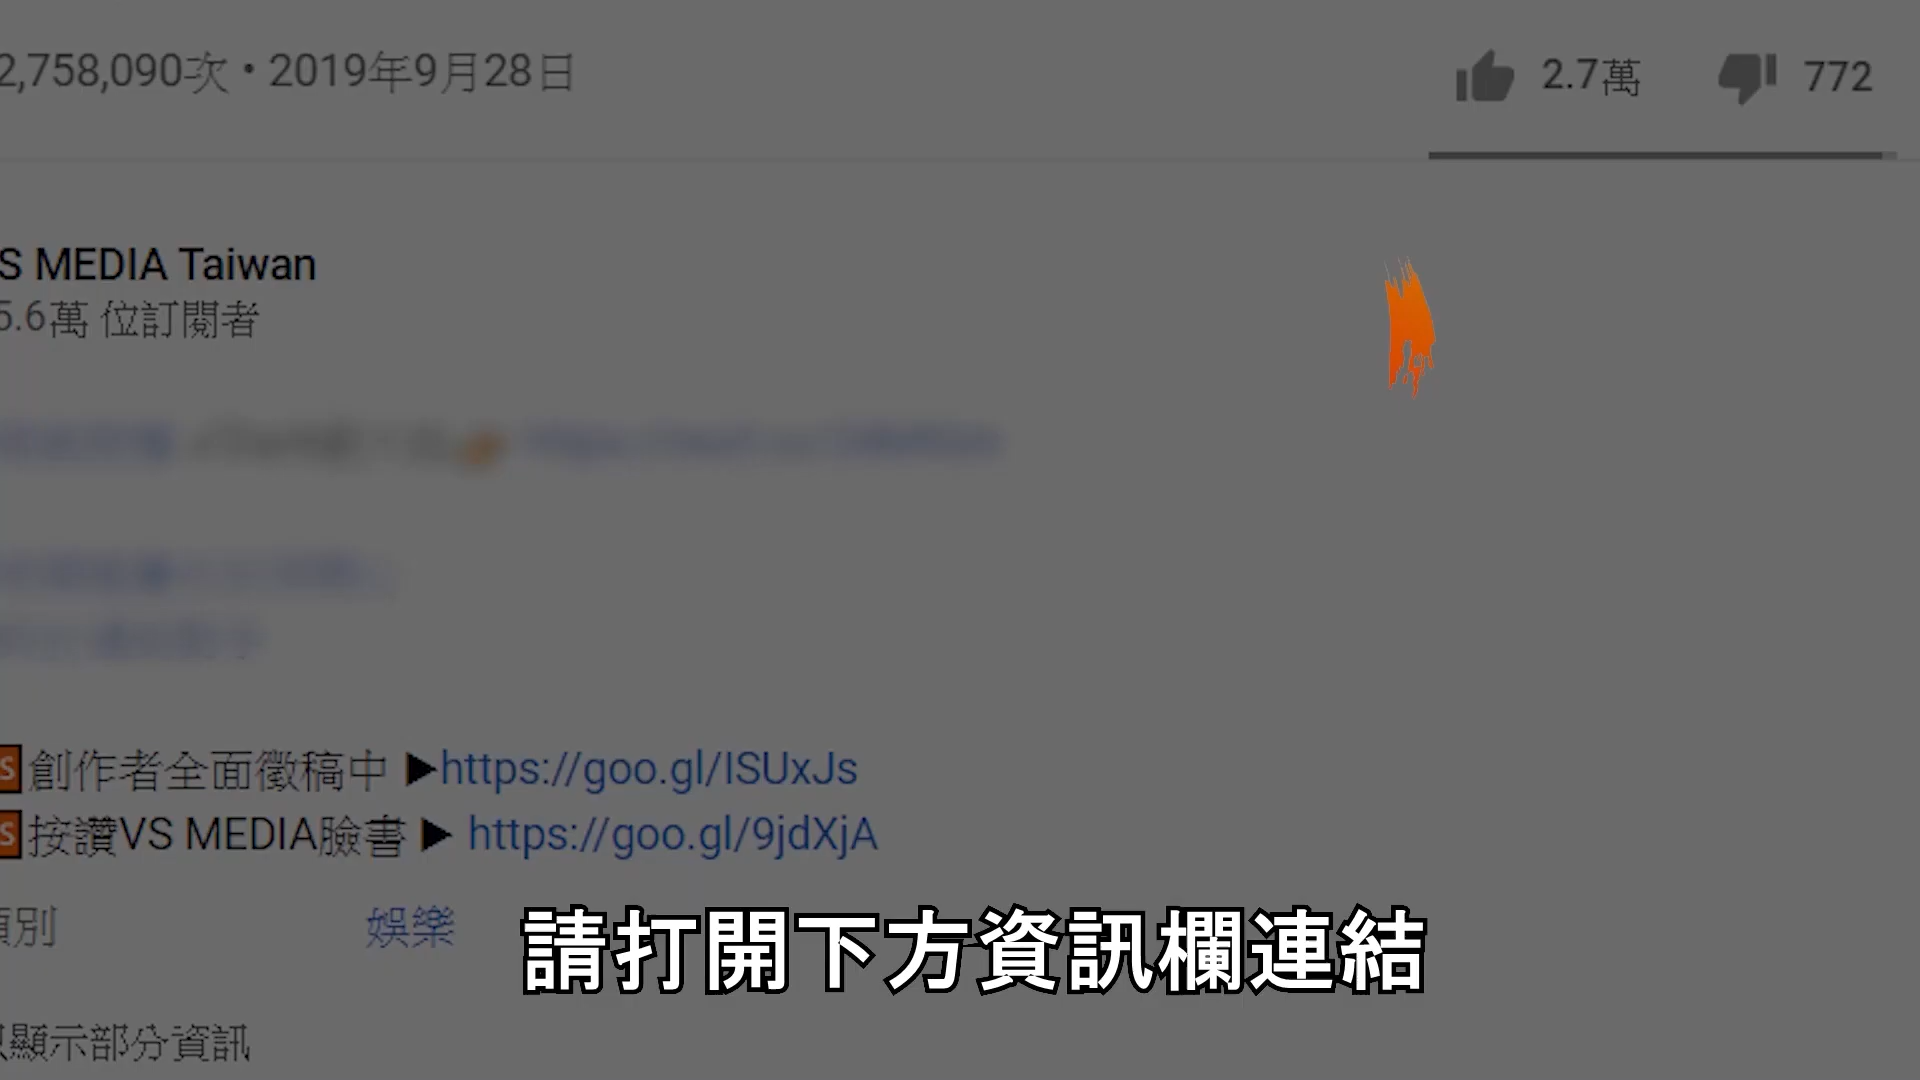 2,758,090次 • 2019年9月28日
2.7萬
772
S MEDIA Taiwan
5.6萬 位訂閱者
S創作者全面徵稿中 ▶https://goo.gl/ISUxJs
S按讚VS MEDIA臉書 ▶ https://goo.gl/9jdXjA
類別 娛樂
請打開下方資訊欄連結
只顯示部分資訊